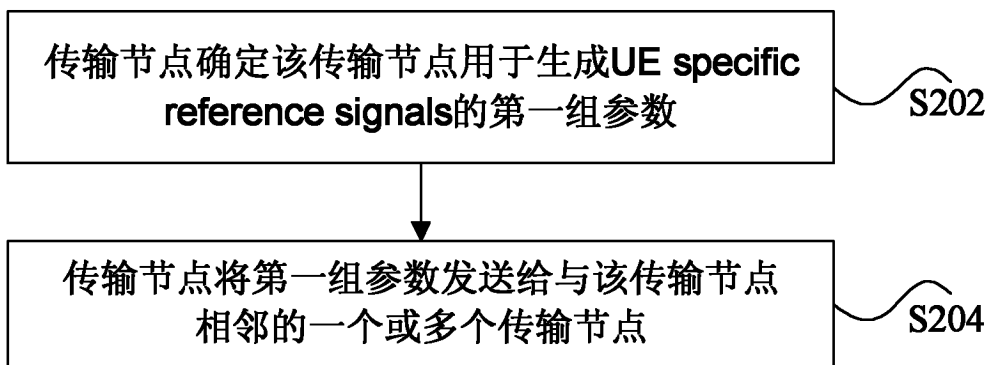 传输节点确定该传输节点用于生成UE specific
reference signals的第一组参数
S202
传输节点将第一组参数发送给与该传输节点
相邻的一个或多个传输节点
S204